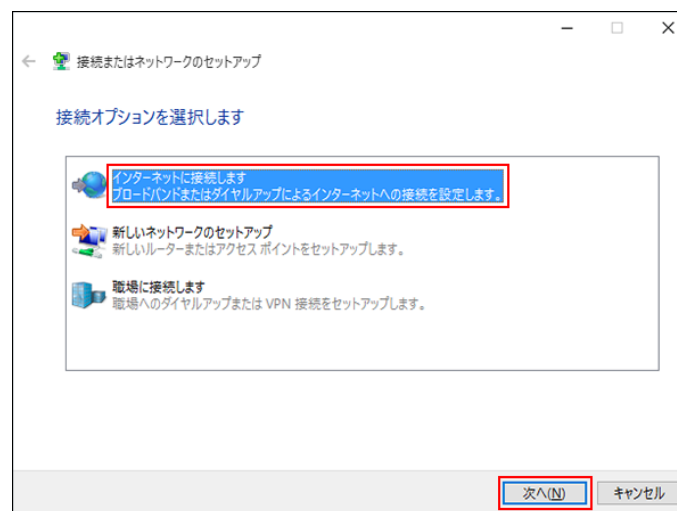 接続またはネットワークのセットアップ
接続オプションを選択します
インターネットに接続します
ブロードバンドまたはダイヤルアップによるインターネットへの接続を設定します。
新しいネットワークのセットアップ
新しいルーターまたはアクセス ポイントをセットアップします。
職場に接続します
職場へのダイヤルアップまたは VPN 接続をセットアップします。
次へ(N) キャンセル